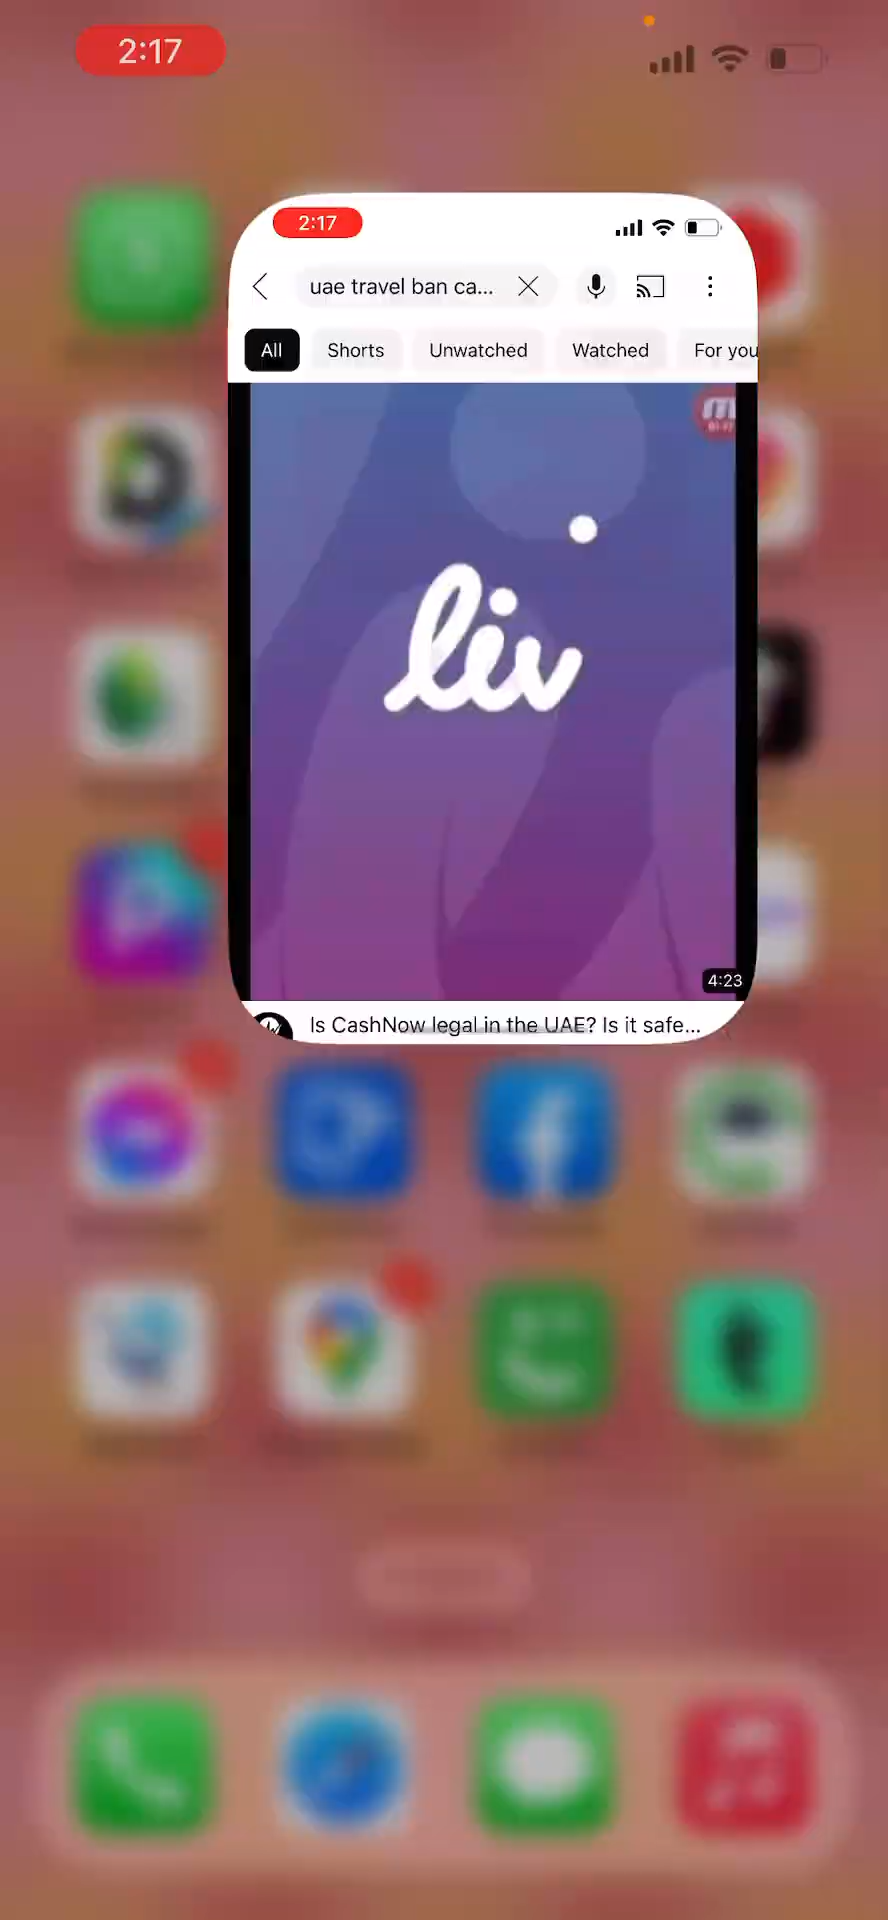 2:17
2:17
uae travel ban ca...
All Shorts Unwatched Watched For you
liv
4:23
Is CashNow legal in the UAE? Is it safe...